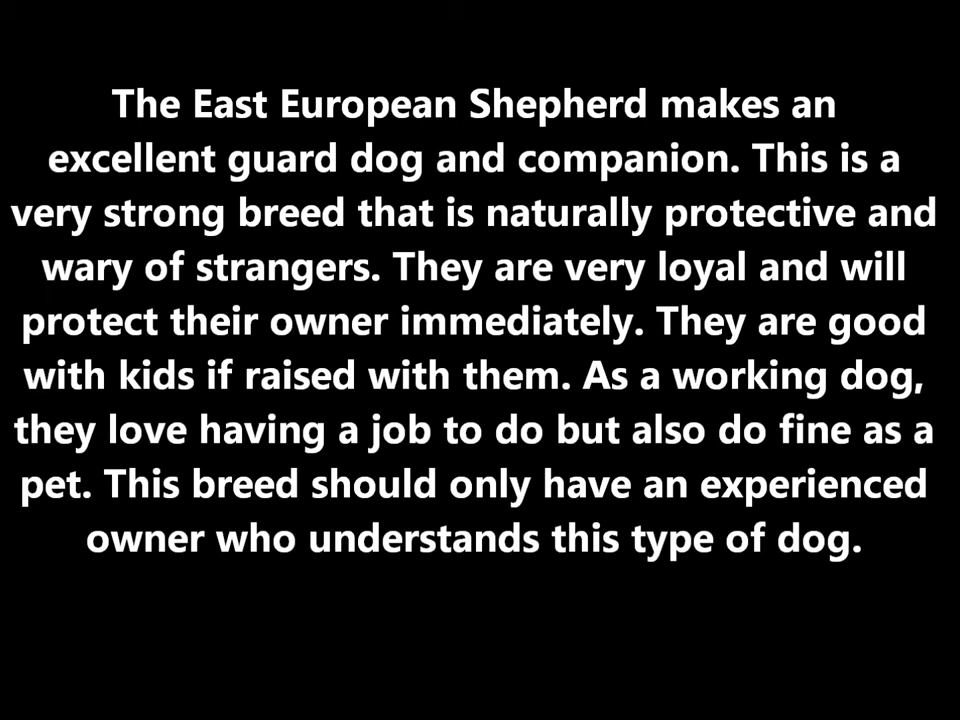 The East European Shepherd makes an
excellent guard dog and companion. This is a
very strong breed that is naturally protective and
wary of strangers. They are very loyal and will
protect their owner immediately. They are good
with kids if raised with them. As a working dog,
they love having a job to do but also do fine as a
pet. This breed should only have an experienced
owner who understands this type of dog.